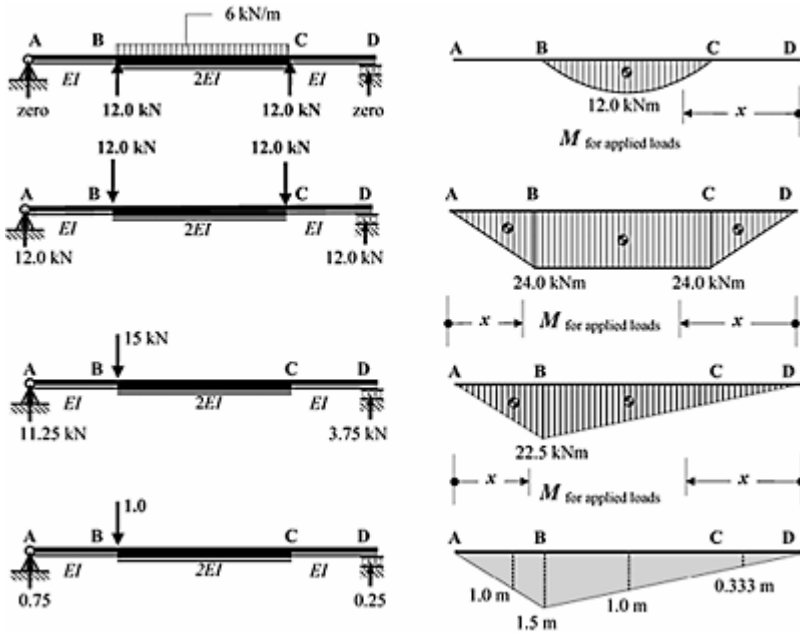 6 kN/m
A B C D
EI 2EI EI
zero 12.0 kN 12.0 kN zero
A B C D
12.0 kNm
x
M for applied loads
12.0 kN 12.0 kN
A B C D
EI 2EI EI
12.0 kN 12.0 kN
A B C D
24.0 kNm 24.0 kNm
x M for applied loads x
15 kN
A B C D
EI 2EI EI
11.25 kN 3.75 kN
A B C D
22.5 kNm
x M for applied loads x
1.0
A B C D
EI 2EI EI
0.75 0.25
A B C D
1.0 m 1.5 m 1.0 m 0.333 m